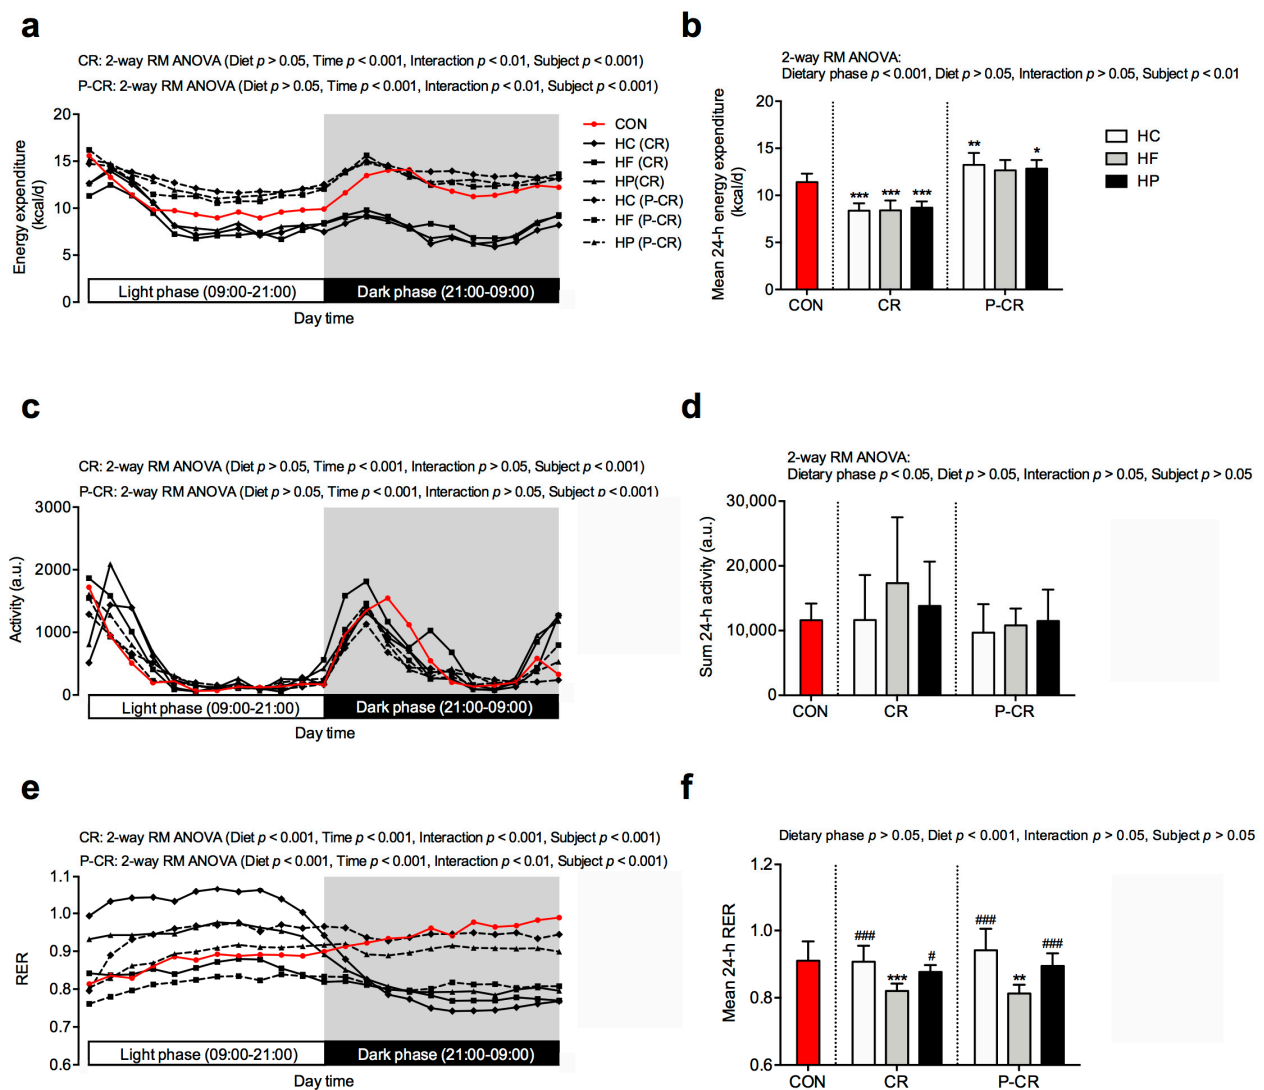 a
CR: 2-way RM ANOVA (Diet p > 0.05, Time p < 0.001, Interaction p < 0.01, Subject p < 0.001)
P-CR: 2-way RM ANOVA (Diet p > 0.05, Time p < 0.001, Interaction p < 0.01, Subject p < 0.001)
Energy expenditure
(kcal/d)
20
15
10
5
0
Light phase (09:00-21:00)
Dark phase (21:00-09:00)
Day time
CON
HC (CR)
HF (CR)
HP(CR)
HC (P-CR)
HF (P-CR)
HP (P-CR)
b
2-way RM ANOVA:
Dietary phase p < 0.001, Diet p > 0.05, Interaction p > 0.05, Subject p < 0.01
Mean 24-h energy expenditure
(kcal/d)
20
15
10
5
0
*** *** ***
** *
CON CR P-CR
HC
HF
HP
c
CR: 2-way RM ANOVA (Diet p > 0.05, Time p < 0.001, Interaction p > 0.05, Subject p < 0.001)
P-CR: 2-way RM ANOVA (Diet p > 0.05, Time p < 0.001, Interaction p > 0.05, Subject p < 0.001)
Activity (a.u.)
3000
2000
1000
0
Light phase (09:00-21:00)
Dark phase (21:00-09:00)
Day time
d
2-way RM ANOVA:
Dietary phase p < 0.05, Diet p > 0.05, Interaction p > 0.05, Subject p > 0.05
Sum 24-h activity (a.u.)
30,000
20,000
10,000
0
CON CR P-CR
e
CR: 2-way RM ANOVA (Diet p < 0.001, Time p < 0.001, Interaction p < 0.001, Subject p < 0.001)
P-CR: 2-way RM ANOVA (Diet p < 0.001, Time p < 0.001, Interaction p < 0.01, Subject p < 0.001)
RER
1.1
1.0
0.9
0.8
0.7
0.6
Light phase (09:00-21:00)
Dark phase (21:00-09:00)
Day time
f
Dietary phase p > 0.05, Diet p < 0.001, Interaction p > 0.05, Subject p > 0.05
Mean 24-h RER
1.2
1.0
0.8
0.6
### *** #
### ** ###
CON CR P-CR